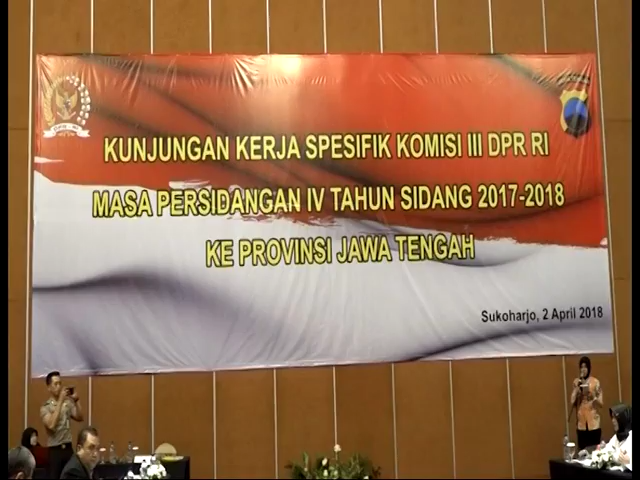 KUNJUNGAN KERJA SPESIFIK KOMISI III DPR RI
MASA PERSIDANGAN IV TAHUN SIDANG 2017-2018
KE PROVINSI JAWA TENGAH
Sukoharjo, 2 April 2018